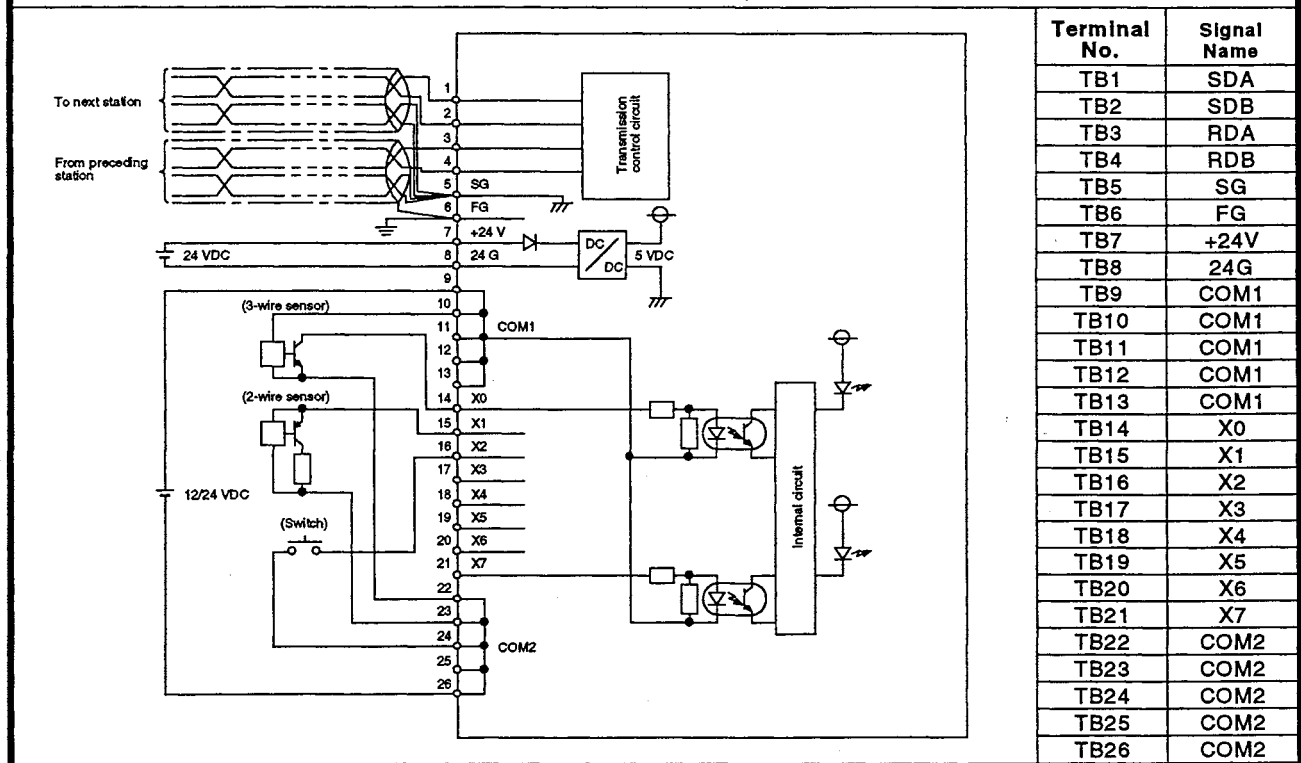 To next station
From preceding
station
24 VDC
(3-wire sensor)
(2-wire sensor)
12/24 VDC
(Switch)
1
2
3
4
5 SG
6 FG
7 +24 V
8 24 G
9
10
11 COM1
12
13
14 X0
15 X1
16 X2
17 X3
18 X4
19 X5
20 X6
21 X7
22
23
24 COM2
25
26
Transmission
control circuit
DC
DC
5 VDC
Internal circuit
Terminal No. Signal Name
TB1 SDA
TB2 SDB
TB3 RDA
TB4 RDB
TB5 SG
TB6 FG
TB7 +24V
TB8 24G
TB9 COM1
TB10 COM1
TB11 COM1
TB12 COM1
TB13 COM1
TB14 X0
TB15 X1
TB16 X2
TB17 X3
TB18 X4
TB19 X5
TB20 X6
TB21 X7
TB22 COM2
TB23 COM2
TB24 COM2
TB25 COM2
TB26 COM2